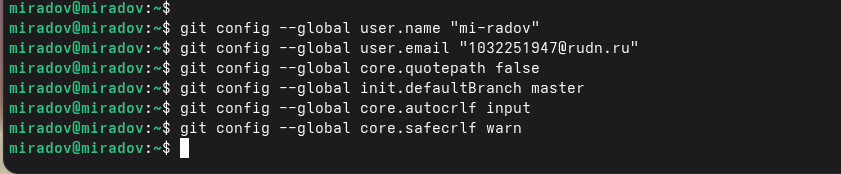 miradov@miradov:~$
miradov@miradov:~$ git config --global user.name "mi-radov"
miradov@miradov:~$ git config --global user.email "1032251947@rudn.ru"
miradov@miradov:~$ git config --global core.quotepath false
miradov@miradov:~$ git config --global init.defaultBranch master
miradov@miradov:~$ git config --global core.autocrlf input
miradov@miradov:~$ git config --global core.safecrlf warn
miradov@miradov:~$